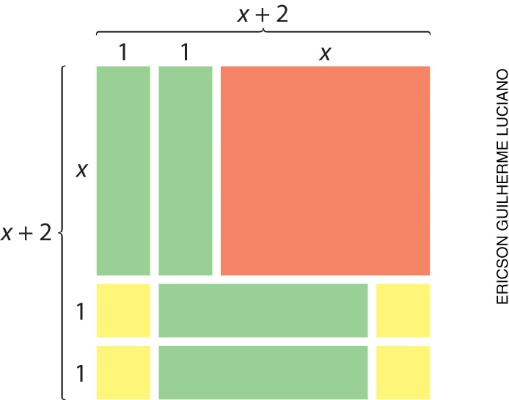 x + 2
1 1 x
x
x + 2
1
1
ERICSON GUILHERME LUCIANO